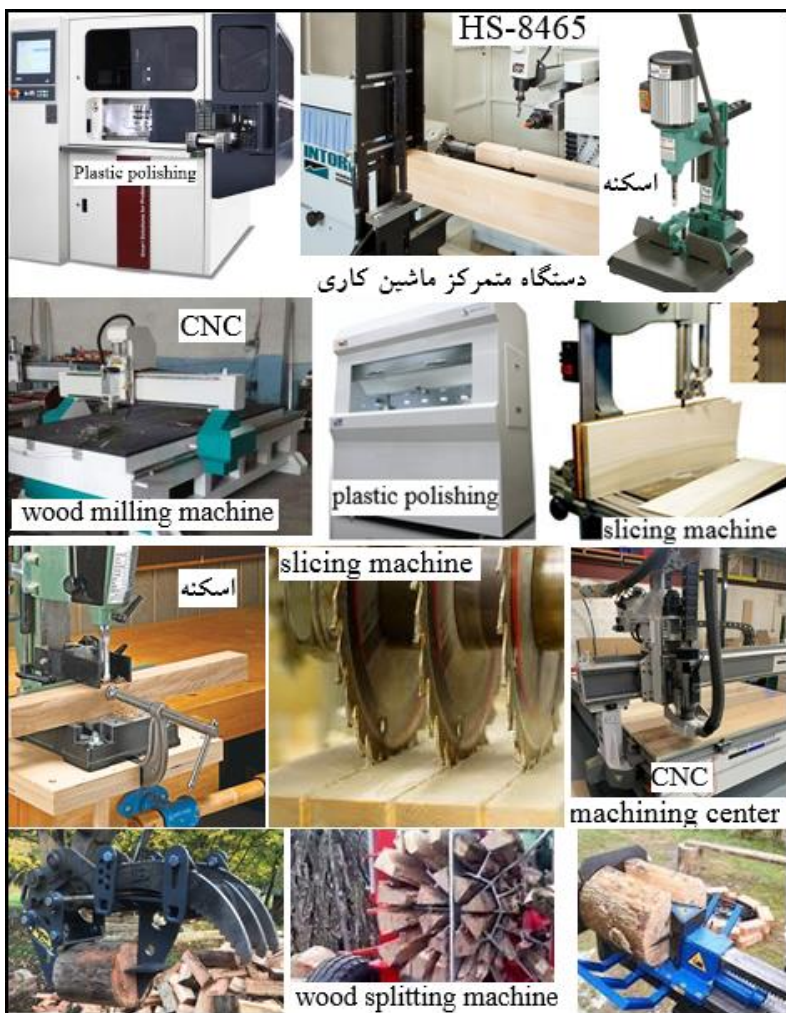 HS-8465
Plastic polishing
INTOR
اسکنه
دستگاه متمرکز ماشین کاری
CNC
wood milling machine
plastic polishing
slicing machine
اسکنه
slicing machine
CNC
machining center
wood splitting machine